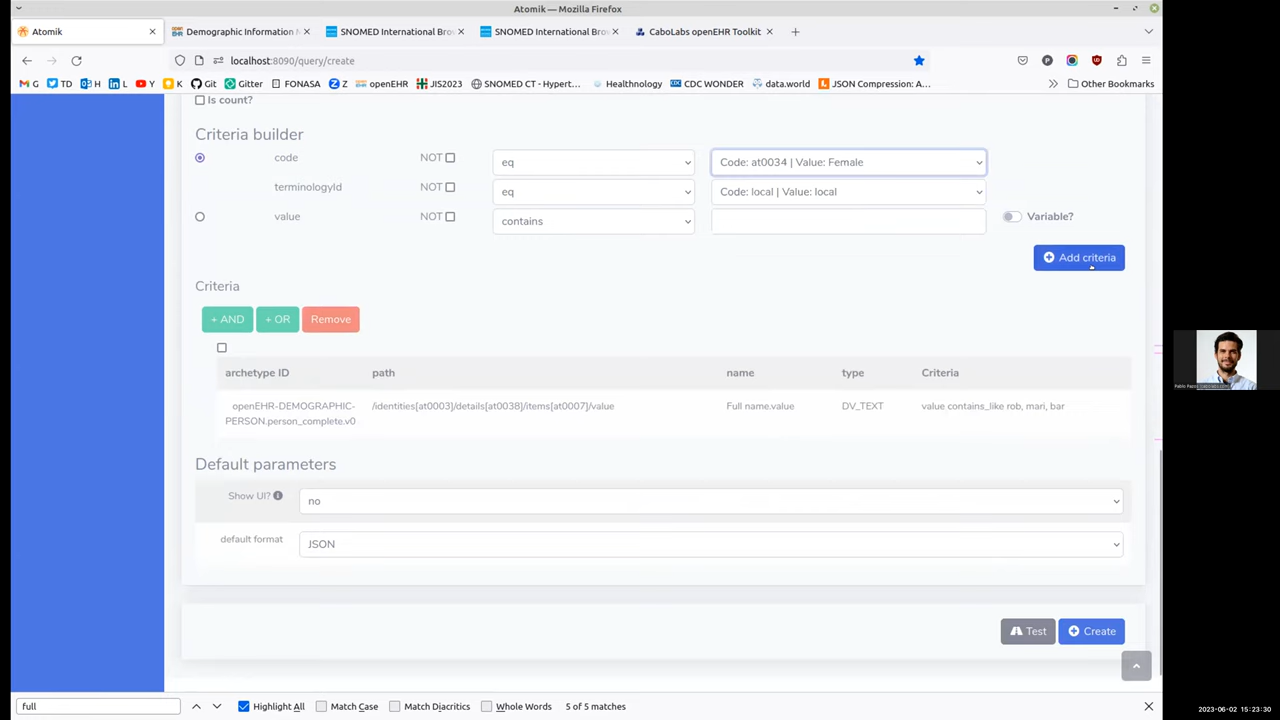 Atomik — Mozilla Firefox
Atomik
Demographic Information M
SNOMED International Bro
SNOMED International Bro
CaboLabs openEHR Toolkit
localhost:8090/query/create
G
TD
H
L
Y
K
Git
Gitter
FONASA
Z
openEHR
JIS2023
SNOMED CT - Hypert…
Healthnology
CDC WONDER
data.world
JSON Compression: A…
Other Bookmarks
Is count?
Criteria builder
code
NOT
eq
Code: at0034 | Value: Female
terminologyId
NOT
eq
Code: local | Value: local
value
NOT
contains
Variable?
Add criteria
Criteria
+ AND
+ OR
Remove
archetype ID
path
name
type
Criteria
openEHR-DEMOGRAPHIC-
PERSON.person_complete.v0
/identities[at0003]/details[at0038]/items[at0007]/value
Full name.value
DV_TEXT
value contains_like rob, mari, bar
Default parameters
Show UI?
no
default format
JSON
Test
Create
full
Highlight All
Match Case
Match Diacritics
Whole Words
5 of 5 matches
2023-06-02 15:23:30